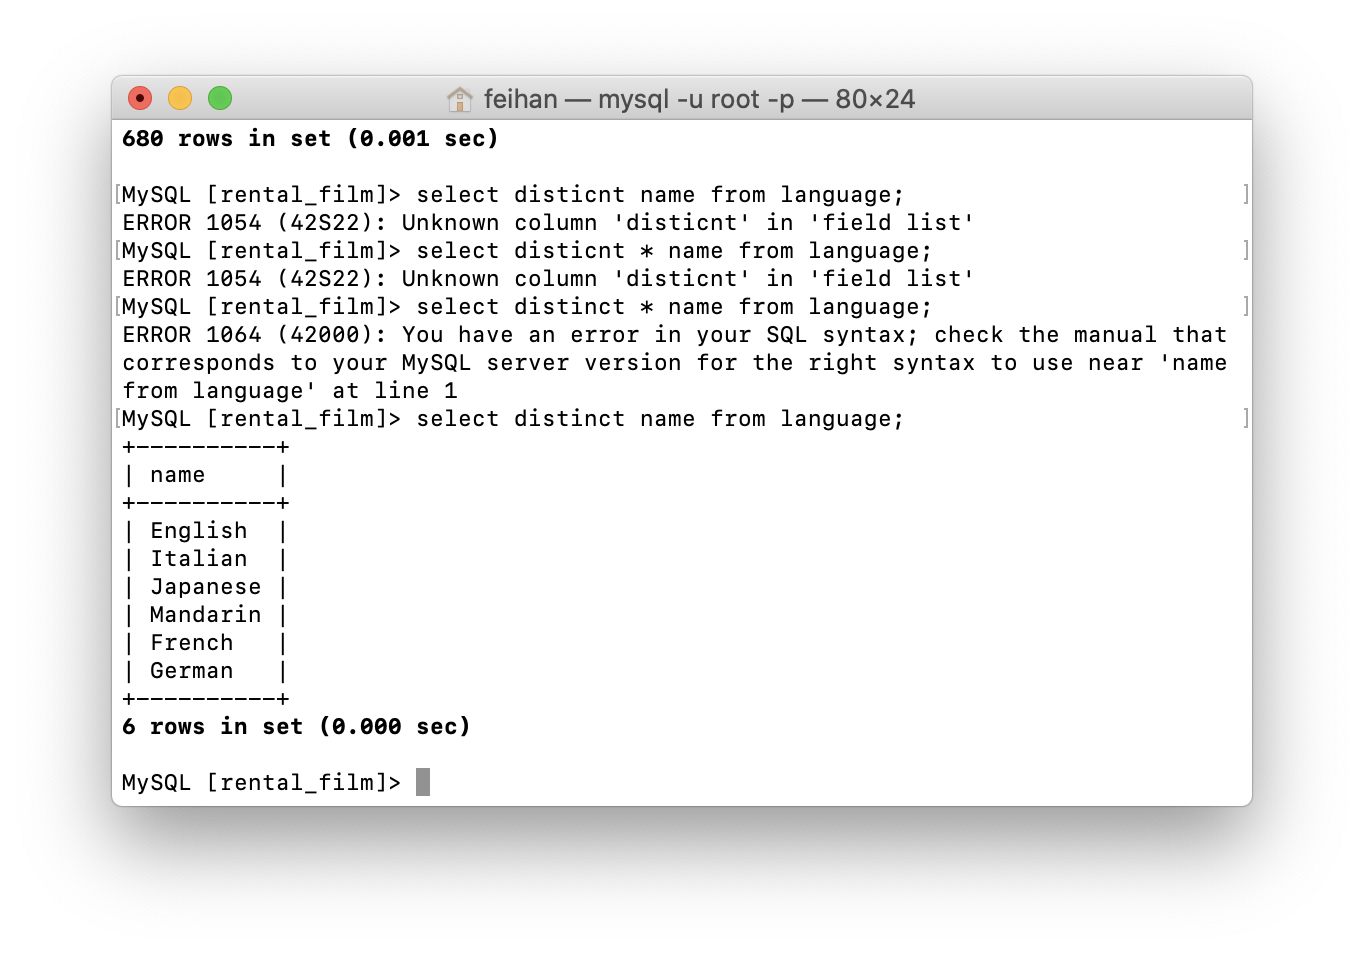 feihan — mysql -u root -p — 80×24
680 rows in set (0.001 sec)
[MySQL [rental_film]> select disticnt name from language; ]
ERROR 1054 (42S22): Unknown column 'disticnt' in 'field list'
[MySQL [rental_film]> select disticnt * name from language; ]
ERROR 1054 (42S22): Unknown column 'disticnt' in 'field list'
[MySQL [rental_film]> select distinct * name from language; ]
ERROR 1064 (42000): You have an error in your SQL syntax; check the manual that
corresponds to your MySQL server version for the right syntax to use near 'name
from language' at line 1
[MySQL [rental_film]> select distinct name from language; ]
+----------+
| name     |
+----------+
| English  |
| Italian  |
| Japanese |
| Mandarin |
| French   |
| German   |
+----------+
6 rows in set (0.000 sec)
MySQL [rental_film]>